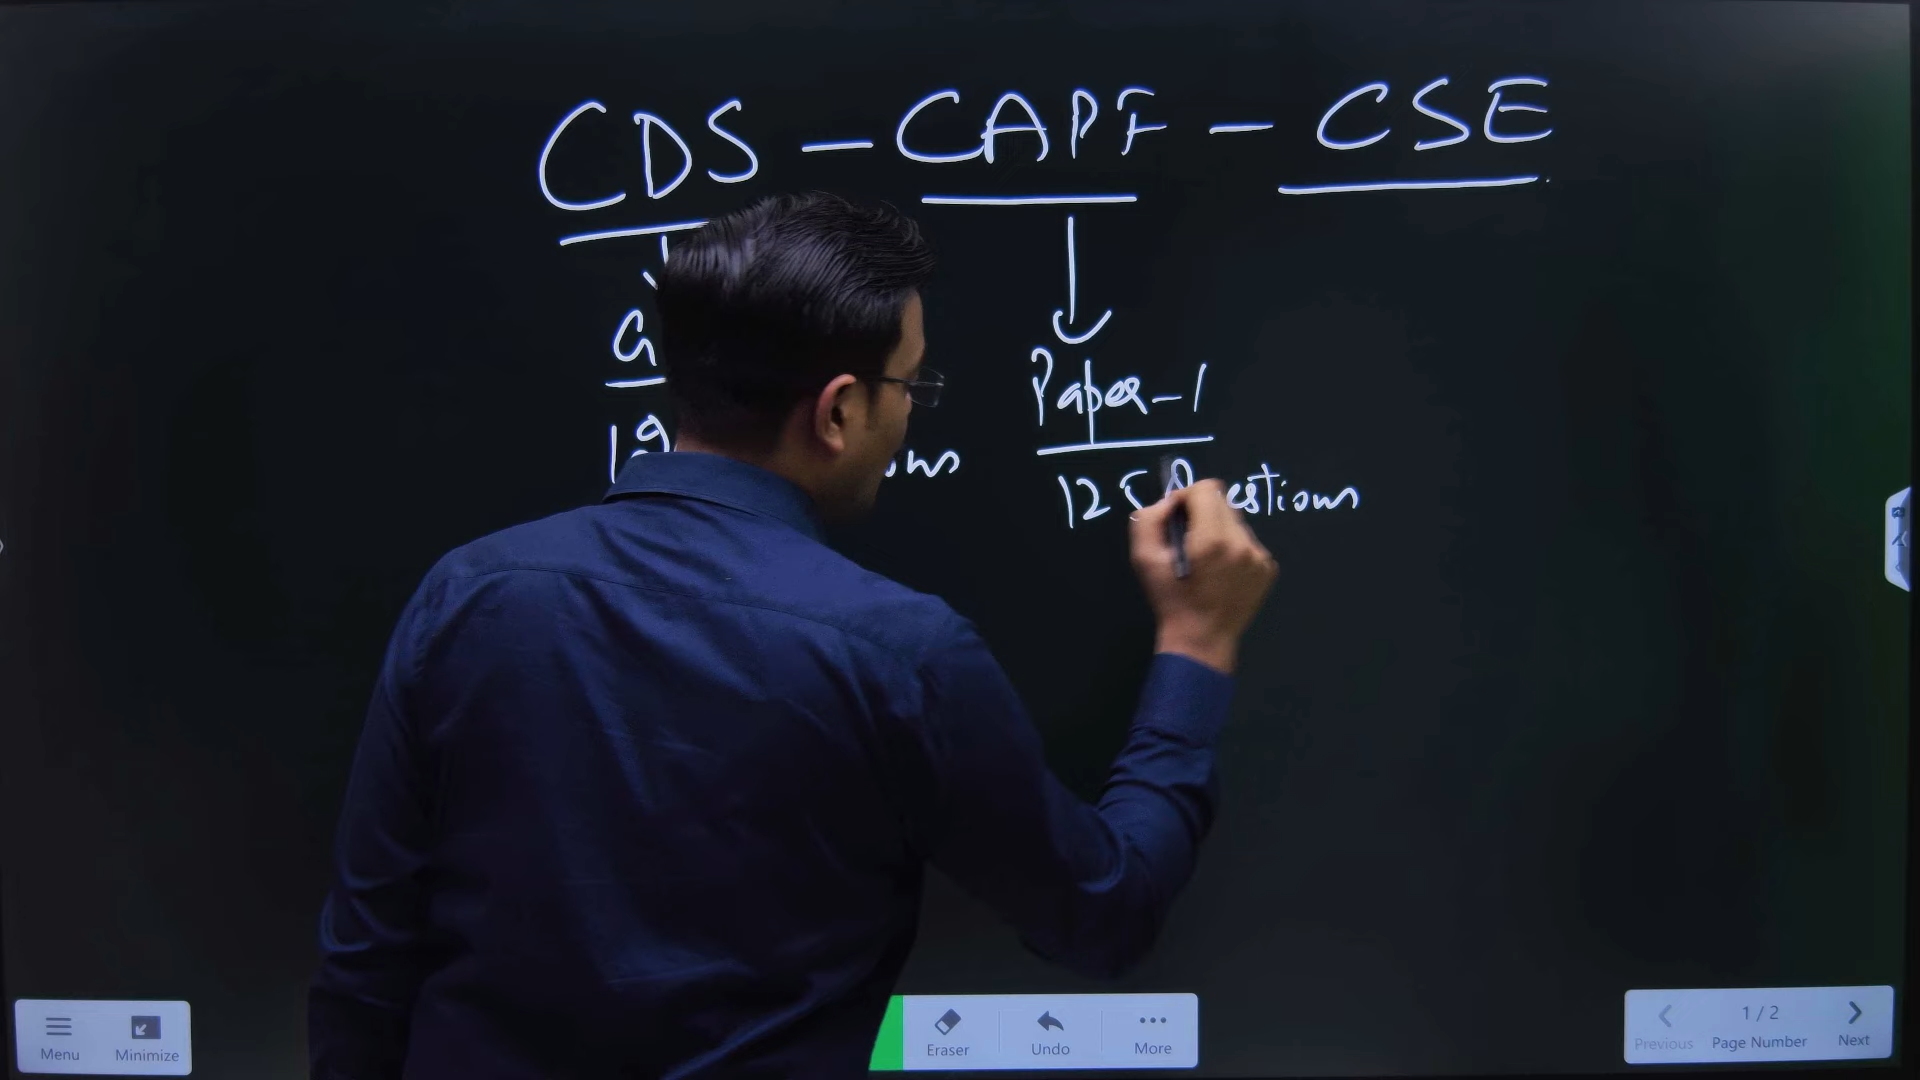 CDS - CAPF - CSE
G
Paper-1
125 Questions
Menu
Minimize
Eraser
Undo
More
1 / 2
Previous
Page Number
Next